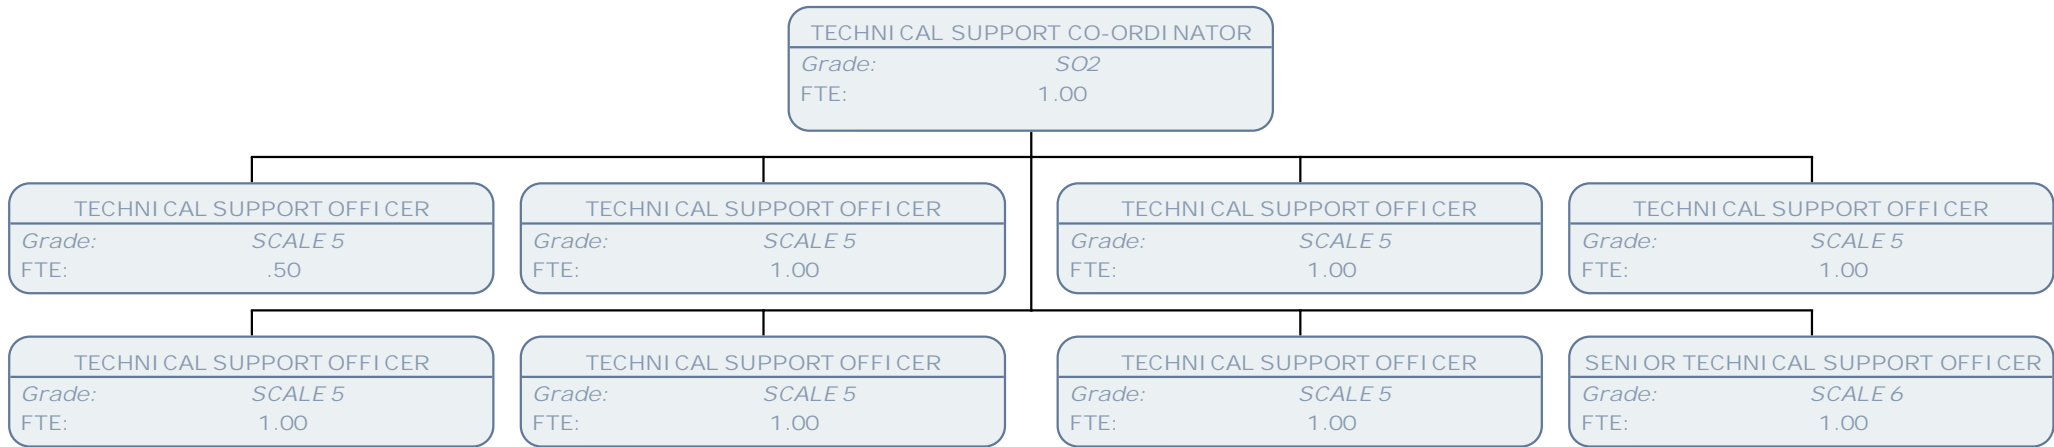 TECHNICAL SUPPORT CO-ORDINATOR
Grade: SO2
FTE: 1.00
TECHNICAL SUPPORT OFFICER
Grade: SCALE 5
FTE: .50
TECHNICAL SUPPORT OFFICER
Grade: SCALE 5
FTE: 1.00
TECHNICAL SUPPORT OFFICER
Grade: SCALE 5
FTE: 1.00
TECHNICAL SUPPORT OFFICER
Grade: SCALE 5
FTE: 1.00
TECHNICAL SUPPORT OFFICER
Grade: SCALE 5
FTE: 1.00
TECHNICAL SUPPORT OFFICER
Grade: SCALE 5
FTE: 1.00
TECHNICAL SUPPORT OFFICER
Grade: SCALE 5
FTE: 1.00
SENIOR TECHNICAL SUPPORT OFFICER
Grade: SCALE 6
FTE: 1.00